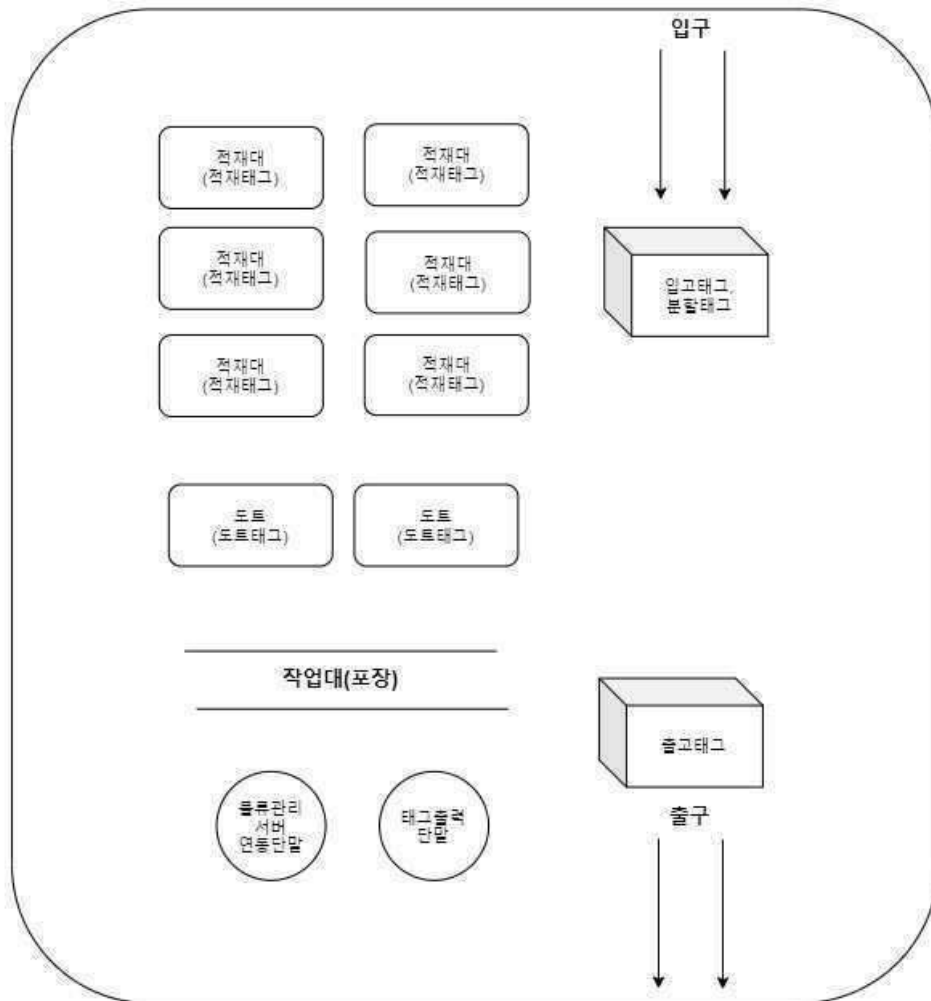 입구
적재대
(적재태그)
적재대
(적재태그)
적재대
(적재태그)
적재대
(적재태그)
입고태그,
분할태그
적재대
(적재태그)
적재대
(적재태그)
도트
(도트태그)
도트
(도트태그)
작업대(포장)
출고태그
물류관리
서버
연동단말
태그출력
단말
출구